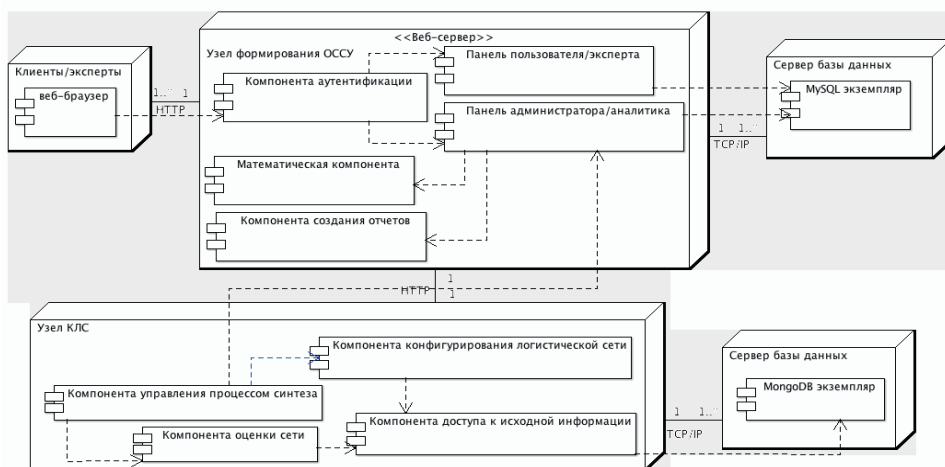 <<Веб-сервер>>
Узел формирования ОССУ
Панель пользователя/эксперта
Клиенты/эксперты
Сервер базы данных
Компонента аутентификации
веб-браузер
MySQL экземпляр
1..* 1
HTTP
Панель администратора/аналитика
1 1..*
TCP/IP
Математическая компонента
Компонента создания отчетов
1
HTTP
1
Узел КЛС
Компонента конфигурирования логистической сети
Сервер базы данных
Компонента управления процессом синтеза
MongoDB экземпляр
1 1..*
Компонента доступа к исходной информации
TCP/IP
Компонента оценки сети